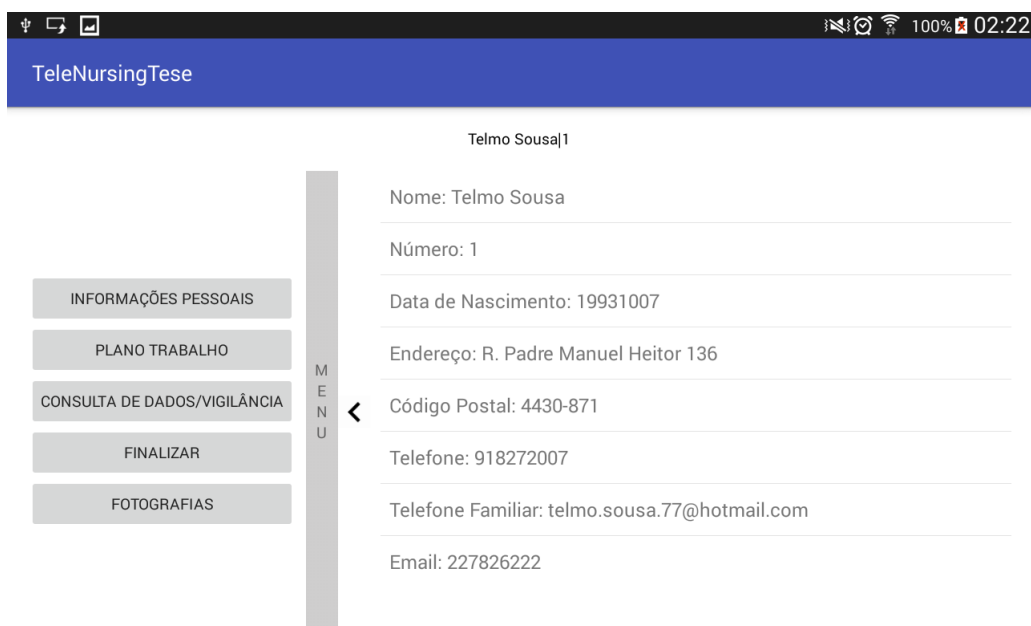 100% 02:22
TeleNursingTese
Telmo Sousa|1
INFORMAÇÕES PESSOAIS
PLANO TRABALHO
CONSULTA DE DADOS/VIGILÂNCIA
FINALIZAR
FOTOGRAFIAS
M
E
N
U
Nome: Telmo Sousa
Número: 1
Data de Nascimento: 19931007
Endereço: R. Padre Manuel Heitor 136
Código Postal: 4430-871
Telefone: 918272007
Telefone Familiar: telmo.sousa.77@hotmail.com
Email: 227826222